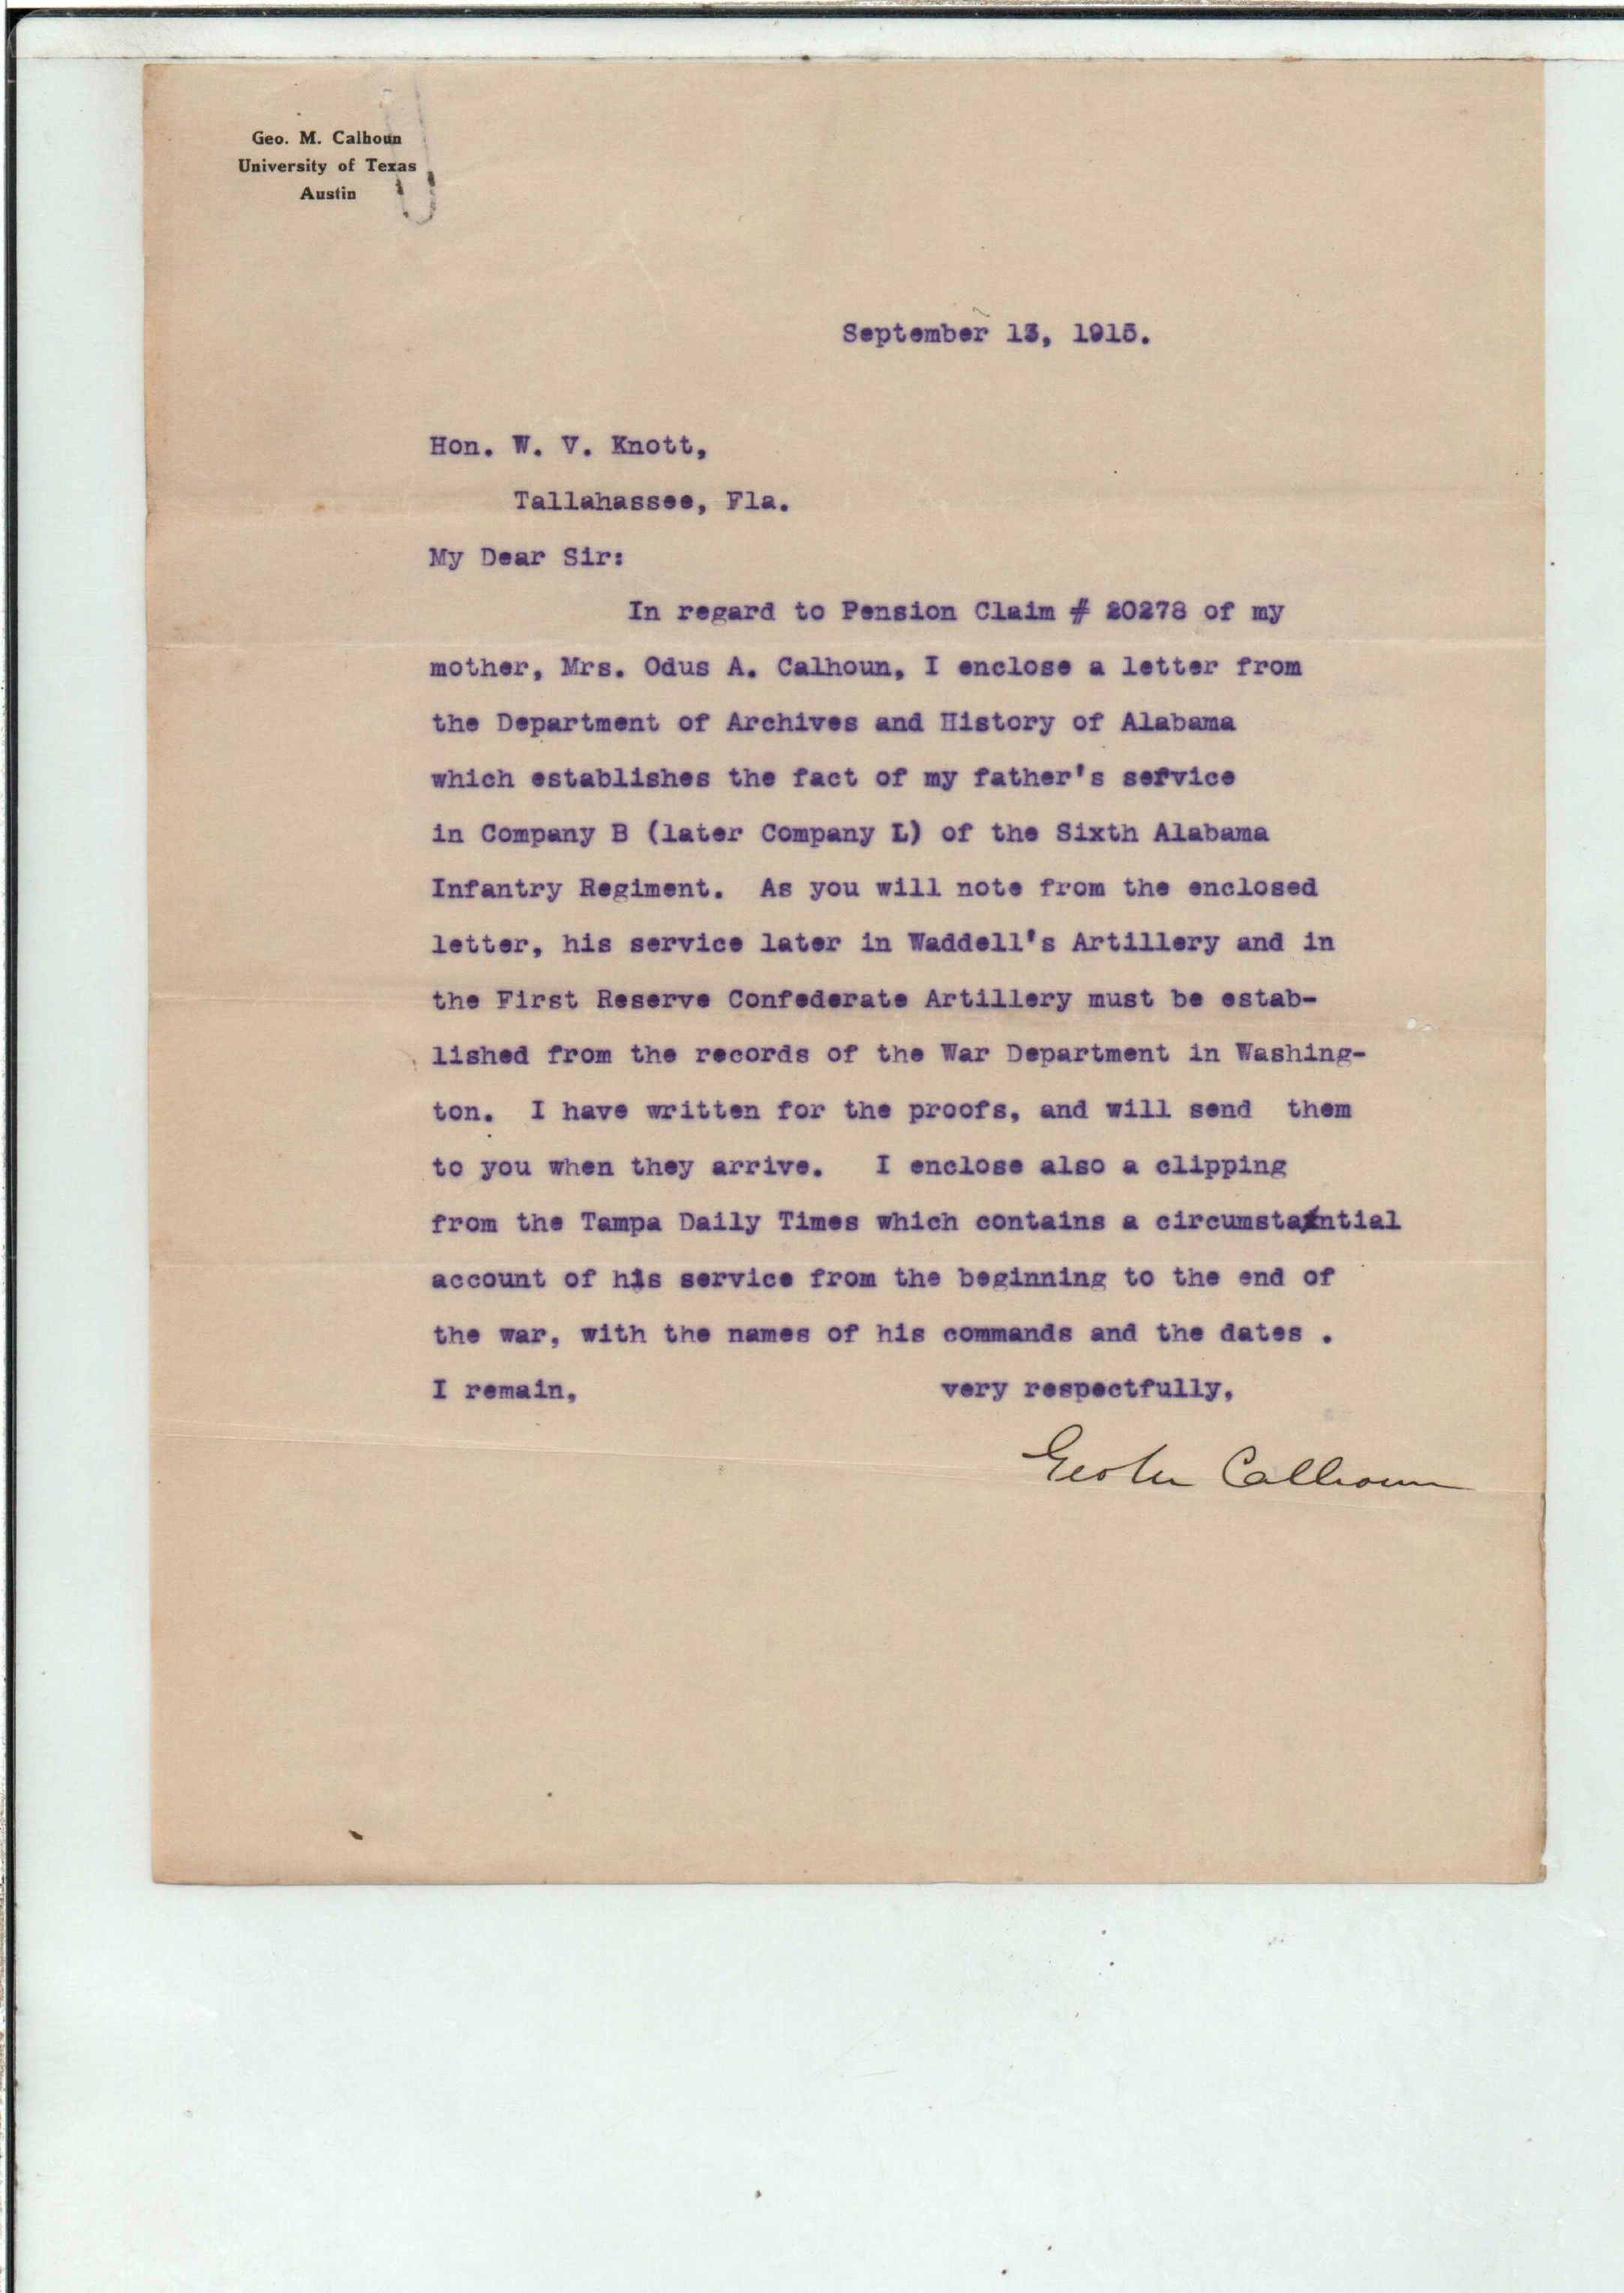 Geo. M. Calhoun
University of Texas
Austin
September 13, 1915.
Hon. W. V. Knott,
Tallahassee, Fla.
My Dear Sir:
In regard to Pension Claim # 20278 of my
mother, Mrs. Odus A. Calhoun, I enclose a letter from
the Department of Archives and History of Alabama
which establishes the fact of my father's service
in Company B (later Company L) of the Sixth Alabama
Infantry Regiment. As you will note from the enclosed
letter, his service later in Waddell's Artillery and in
the First Reserve Confederate Artillery must be estab-
lished from the records of the War Department in Washing-
ton. I have written for the proofs, and will send them
to you when they arrive. I enclose also a clipping
from the Tampa Daily Times which contains a circumstantial
account of his service from the beginning to the end of
the war, with the names of his commands and the dates .
I remain, very respectfully,
Geo M Calhoun